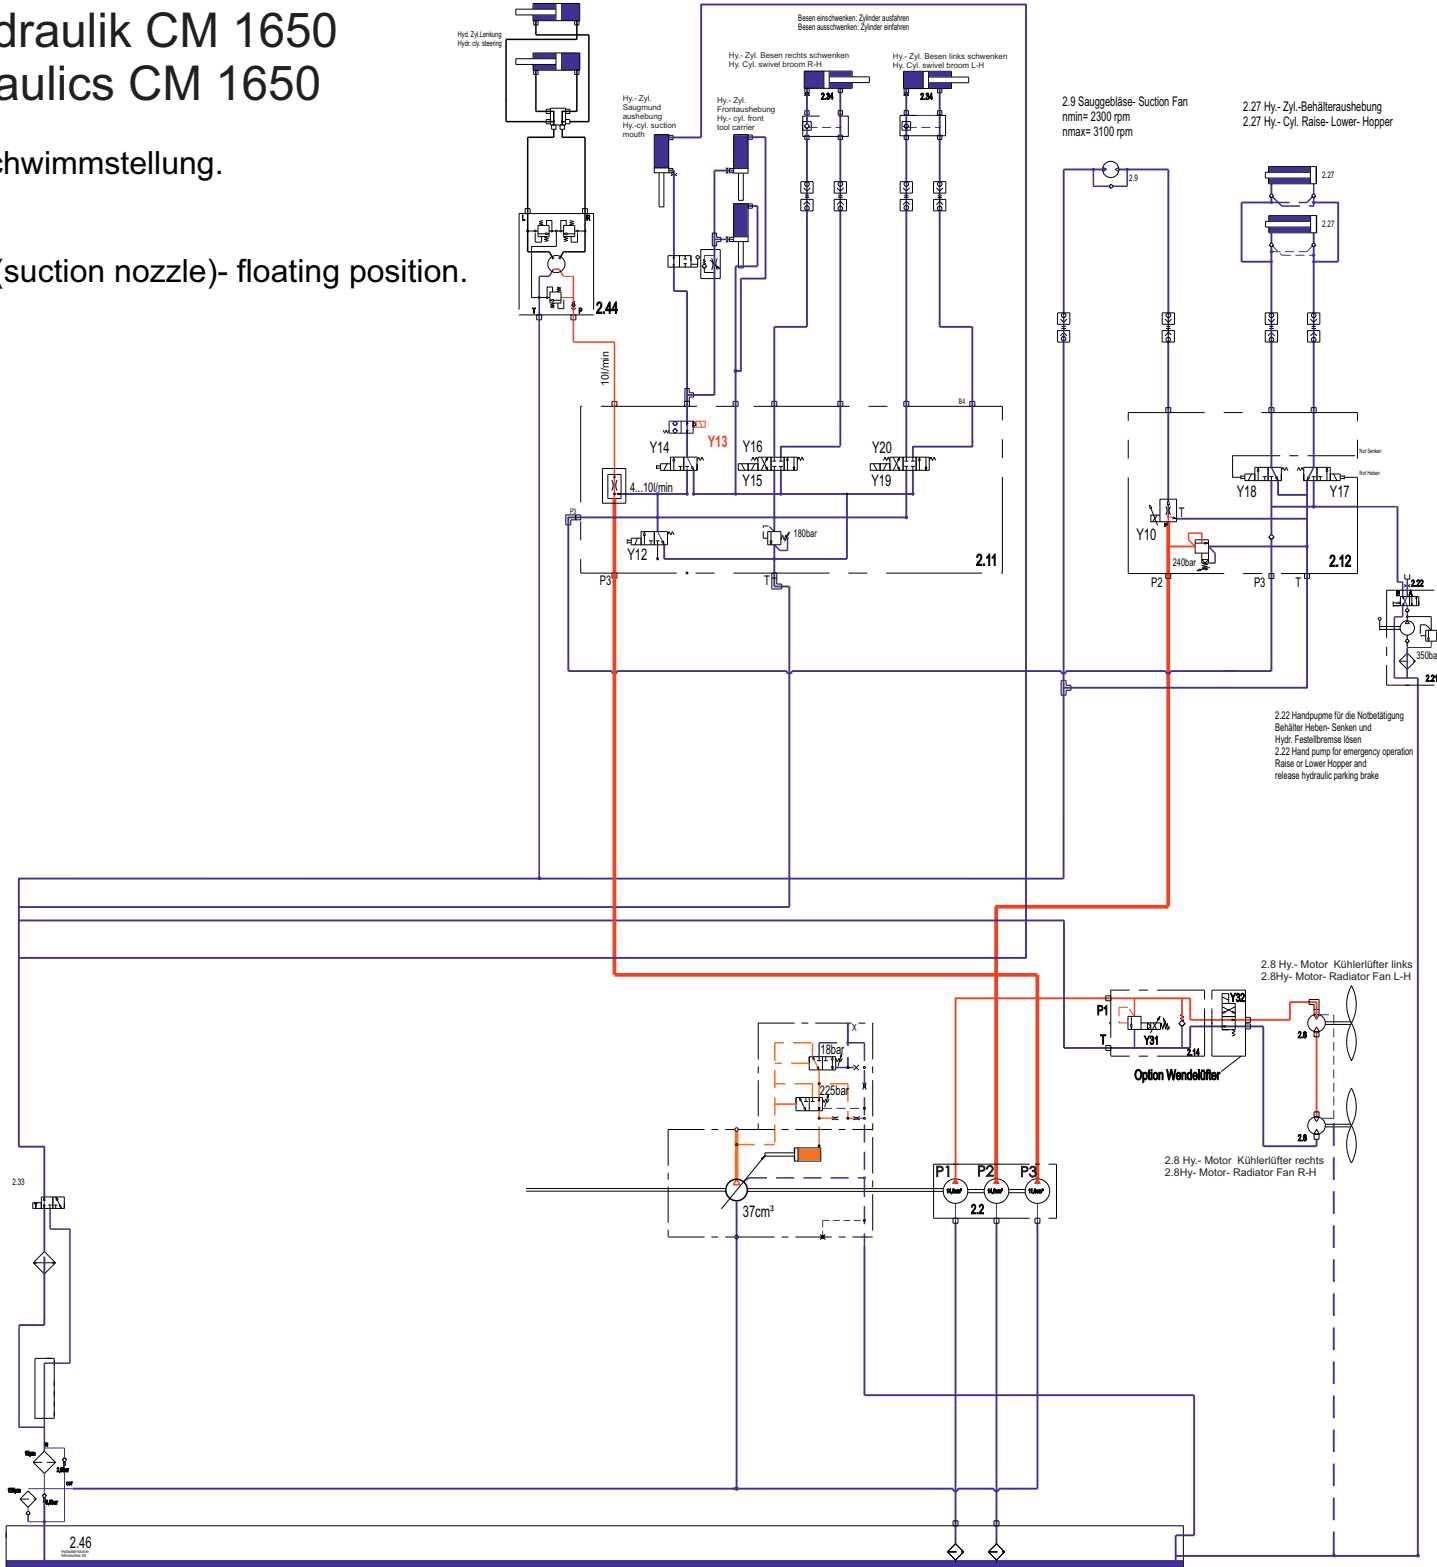 draulik CM 1650
aulics CM 1650
chwimmstellung.
(suction nozzle)- floating position.
Hyd. Zyl.Lenkung
Hydr. cly. steering
Besen einschwenken: Zylinder ausfahren
Besen ausschwenken: Zylinder einfahren
Hy.- Zyl. Besen rechts schwenken
Hy. Cyl. swivel broom R-H
2.34
Hy.- Zyl. Besen links schwenken
Hy. Cyl. swivel broom L-H
2.34
Hy.- Zyl.
Saugmund
aushebung
Hy.-cyl. suction
mouth
Hy.- Zyl.
Frontaushebung
Hy.- cyl. front
tool carrier
2.9 Sauggebläse- Suction Fan
nmin= 2300 rpm
nmax= 3100 rpm
2.9
2.27 Hy.- Zyl.-Behälteraushebung
2.27 Hy.- Cyl. Raise- Lower- Hopper
2.27
2.27
L
R
T
P
2.44
10l/min
B4
Y14
Y13
Y16
Y15
Y20
Y19
4...10l/min
P3
Y12
180bar
2.11
P3
T
Not Senken
Not Heben
Y18
Y17
Y10
T
240bar
2.12
P2
P3
T
2.22
350ba
2.21
2.22 Handpupme für die Notbetätigung
Behälter Heben- Senken und
Hydr. Festellbremse lösen
2.22 Hand pump for emergency operation
Raise or Lower Hopper and
release hydraulic parking brake
2.8 Hy.- Motor Kühlerlüfter links
2.8Hy- Motor- Radiator Fan L-H
P1
T
Y31
2.14
Y32
2.8
Option Wendelüfter
2.8
2.8 Hy.- Motor Kühlerlüfter rechts
2.8Hy- Motor- Radiator Fan R-H
X
18bar
225bar
37cm³
P1
P2
P3
2.2
2.33
2.46